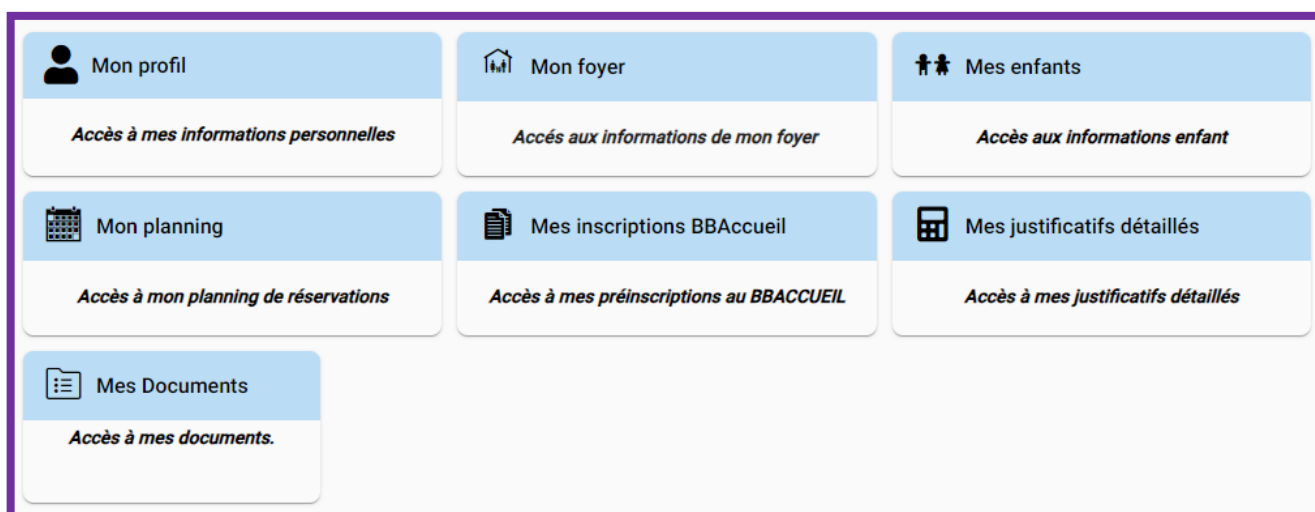 Mon profil
Accès à mes informations personnelles
Mon foyer
Accés aux informations de mon foyer
Mes enfants
Accès aux informations enfant
Mon planning
Accès à mon planning de réservations
Mes inscriptions BBAccueil
Accès à mes préinscriptions au BBACCUEIL
Mes justificatifs détaillés
Accès à mes justificatifs détaillés
Mes Documents
Accès à mes documents.